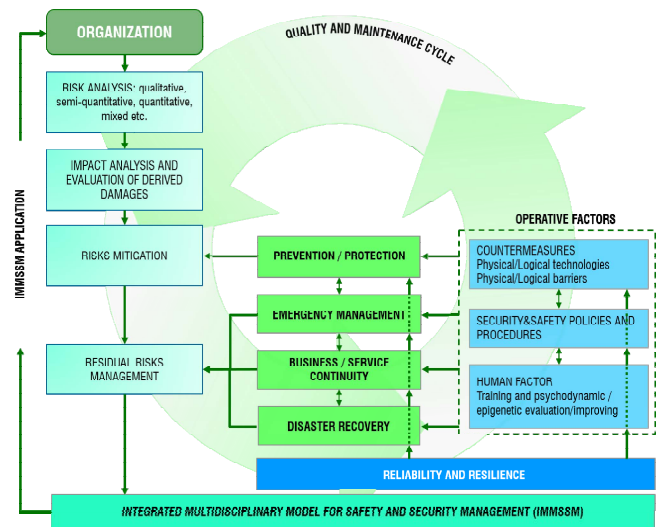 ORGANIZATION
QUALITY AND MAINTENANCE CYCLE
RISK ANALYSIS: qualitative,
semi-quantitative, quantitative,
mixed etc.
IMPACT ANALYSIS AND
EVALUATION OF DERIVED
DAMAGES
IMMSSM APPLICATION
RISKS MITICATION
PREVENTION / PROTECTION
EMERGENCY MANAGEMENT
BUSINESS / SERVICE
CONTINUITY
DISASTER RECOVERY
RESIDUAL RISKS
MANAGEMENT
OPERATIVE FACTORS
COUNTERMEASURES
Physical/Logical technologies
Physical/Logical barriers
SECURITY&SAFETY POLICIES AND
PROCEDURES
HUMAN FACTOR
Training and psychodynamic /
epigenetic evaluation/improving
RELIABILITY AND RESILIENCE
INTEGRATED MULTIDISCIPLINARY MODEL FOR SAFETY AND SECURITY MANAGEMENT (IMMSSM)